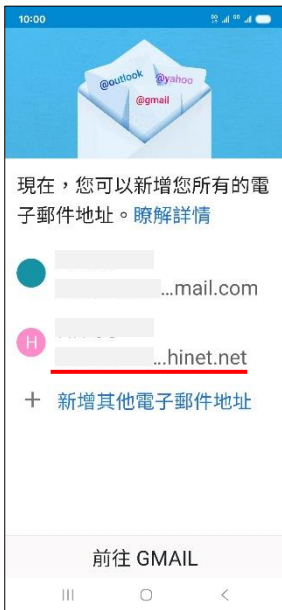 10:00
@outlook
@yahoo
@gmail
現在，您可以新增您所有的電
子郵件地址。瞭解詳情
...mail.com
H
...hinet.net
+ 新增其他電子郵件地址
前往 GMAIL